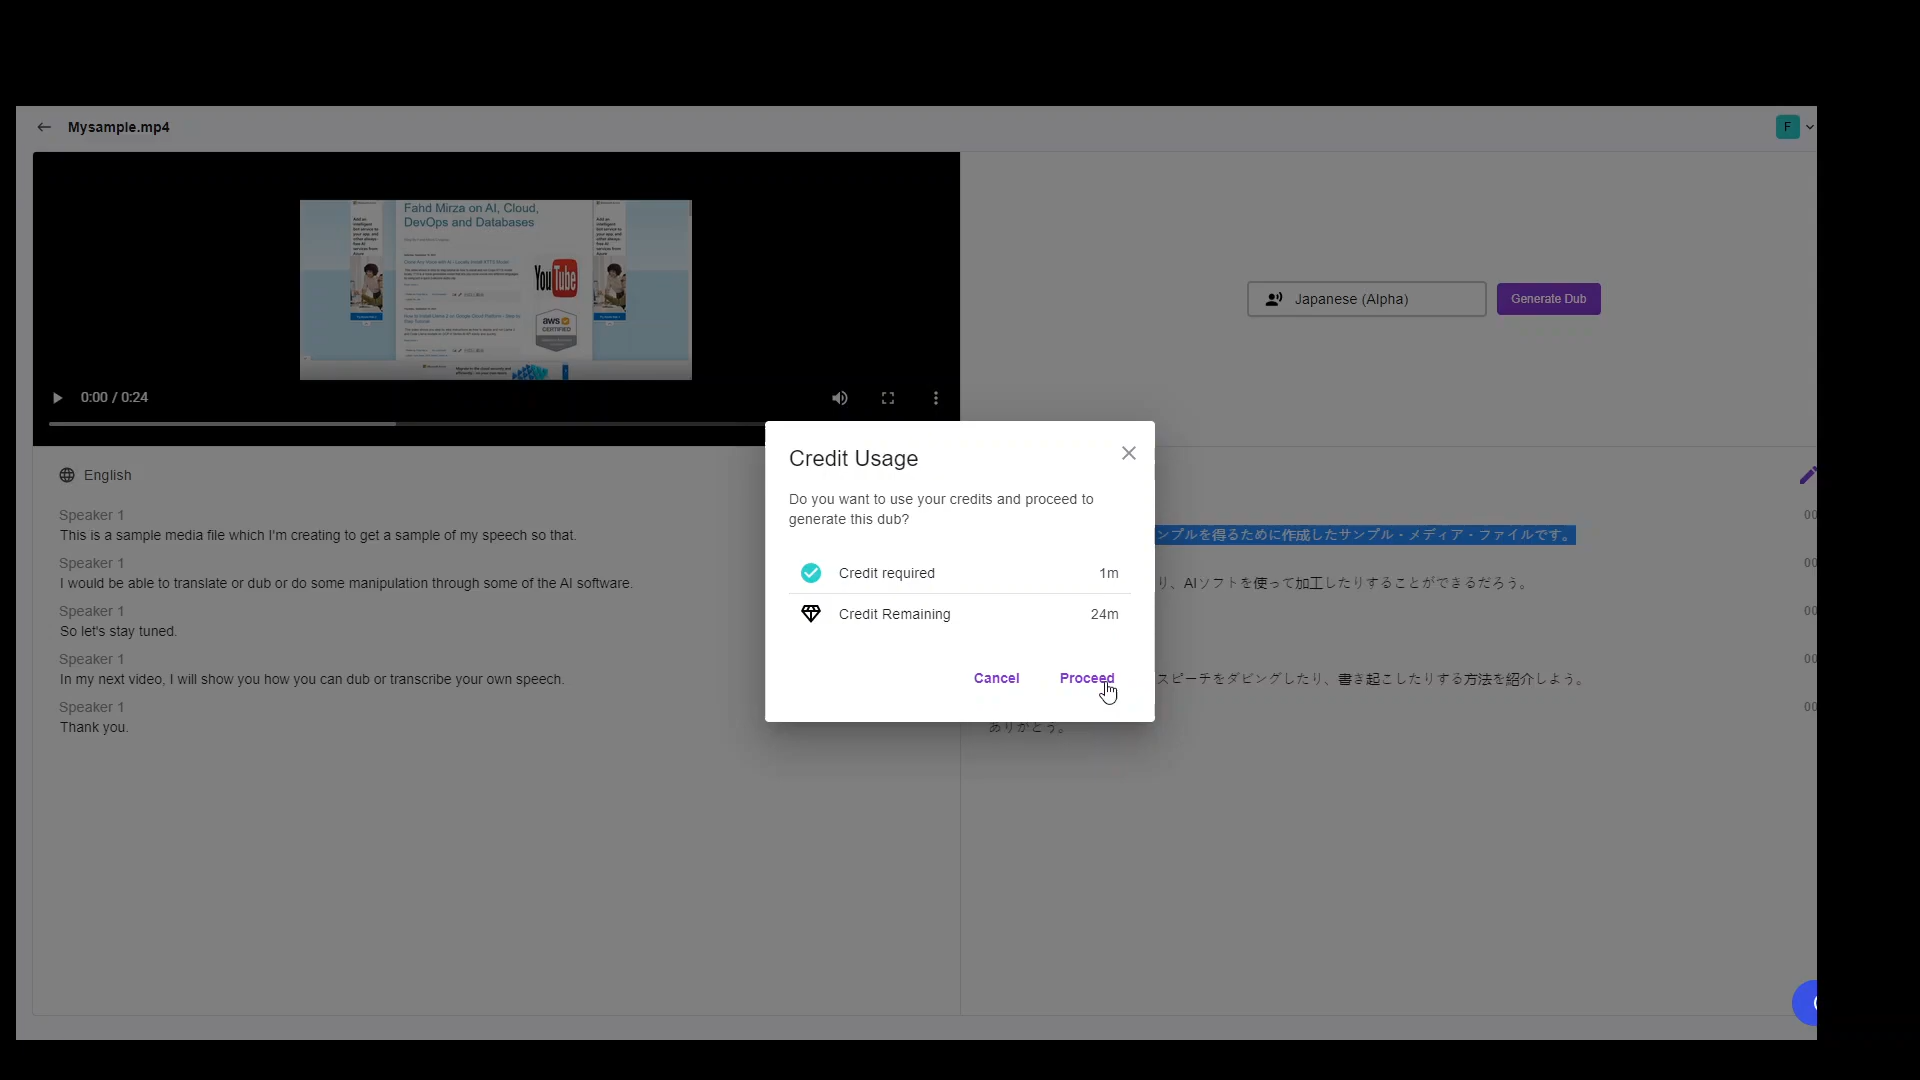 Mysample.mp4
F
Fahd Mirza on AI, Cloud,
DevOps and Databases
You Tube
aws
CERTIFIED
0:00 / 0:24
Japanese (Alpha)
Generate Dub
Credit Usage
Do you want to use your credits and proceed to
generate this dub?
Credit required
1m
Credit Remaining
24m
Cancel
Proceed
English
Speaker 1
This is a sample media file which I'm creating to get a sample of my speech so that.
Speaker 1
I would be able to translate or dub or do some manipulation through some of the AI software.
Speaker 1
So let's stay tuned.
Speaker 1
In my next video, I will show you how you can dub or transcribe your own speech.
Speaker 1
Thank you.
00
ンプルを得るために作成したサンプル・メディア・ファイルです。
00
り、AIソフトを使って加工したりすることができるだろう。
00
00
スピーチをダビングしたり、書き起こしたりする方法を紹介しよう。
00
ありがとう。